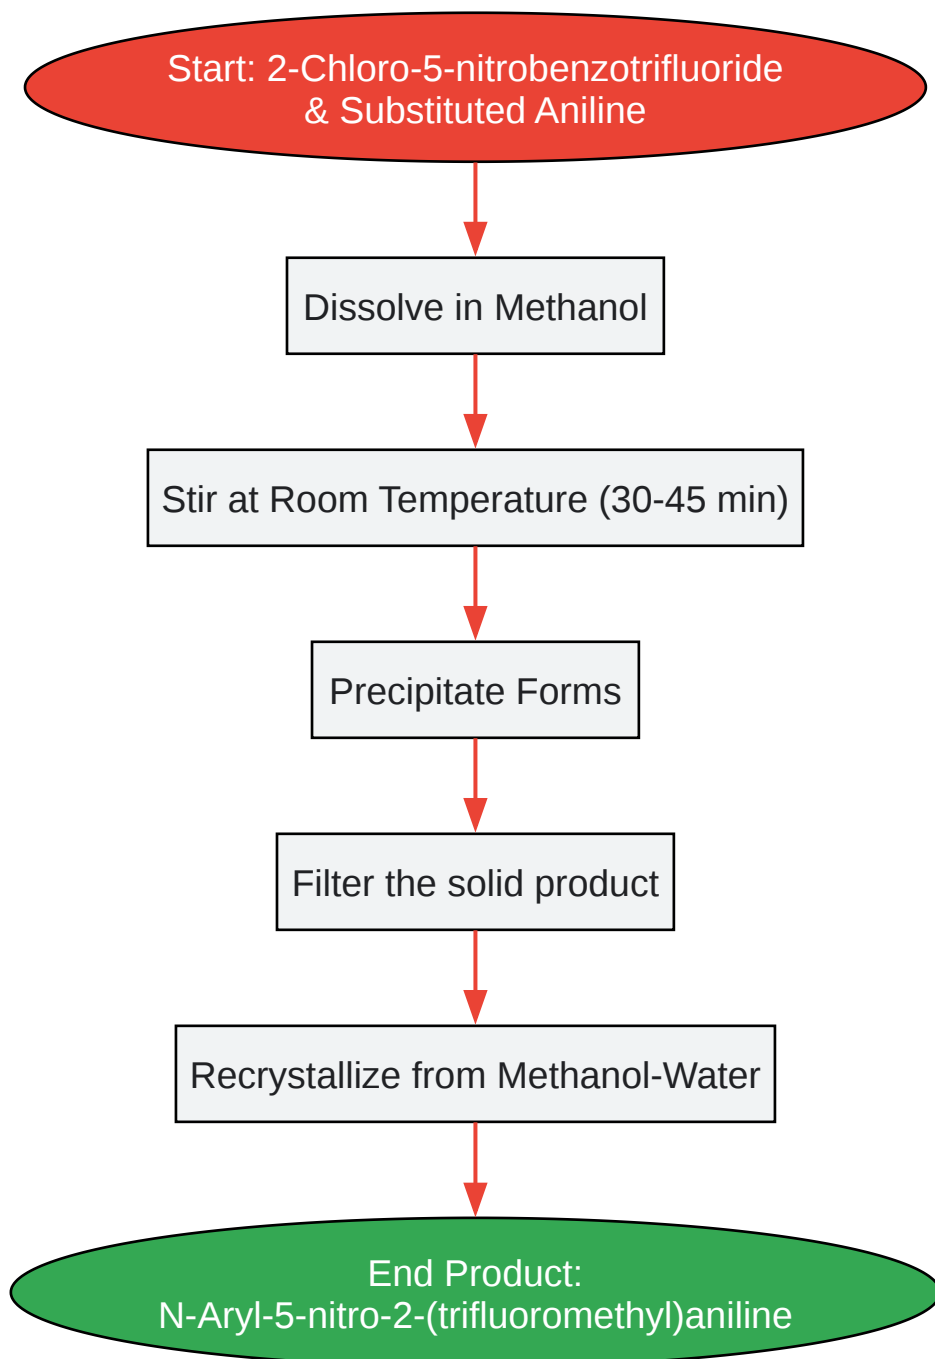 Start: 2-Chloro-5-nitrobenzotrifluoride
& Substituted Aniline
Dissolve in Methanol
Stir at Room Temperature (30-45 min)
Precipitate Forms
Filter the solid product
Recrystallize from Methanol-Water
End Product:
N-Aryl-5-nitro-2-(trifluoromethyl)aniline